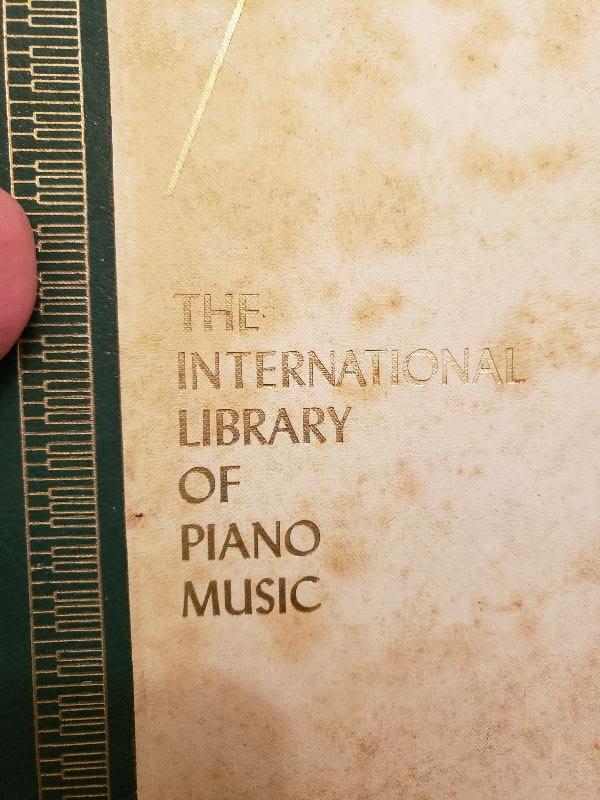 THE
INTERNATIONAL
LIBRARY
OF
PIANO
MUSIC